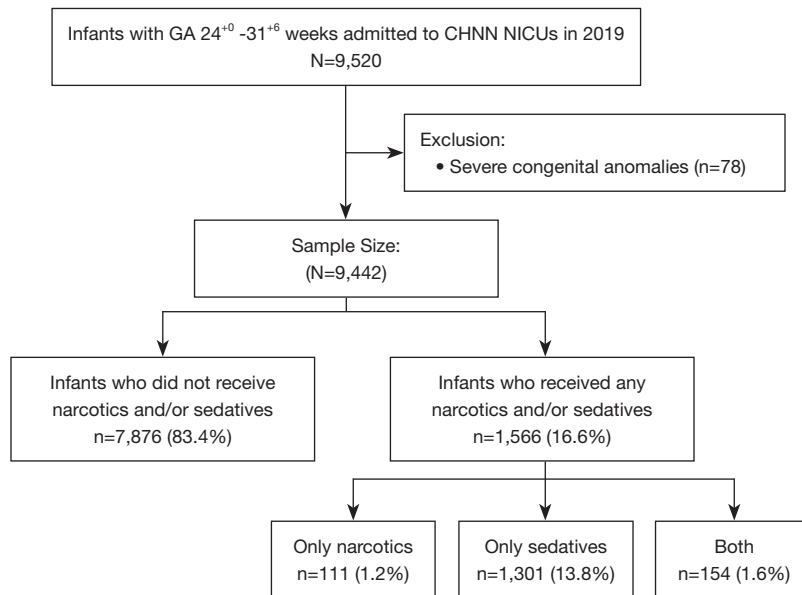 Infants with GA 24⁺⁰ -31⁺⁶ weeks admitted to CHNN NICUs in 2019
N=9,520
Exclusion:
• Severe congenital anomalies (n=78)
Sample Size:
(N=9,442)
Infants who did not receive
narcotics and/or sedatives
n=7,876 (83.4%)
Infants who received any
narcotics and/or sedatives
n=1,566 (16.6%)
Only narcotics
n=111 (1.2%)
Only sedatives
n=1,301 (13.8%)
Both
n=154 (1.6%)